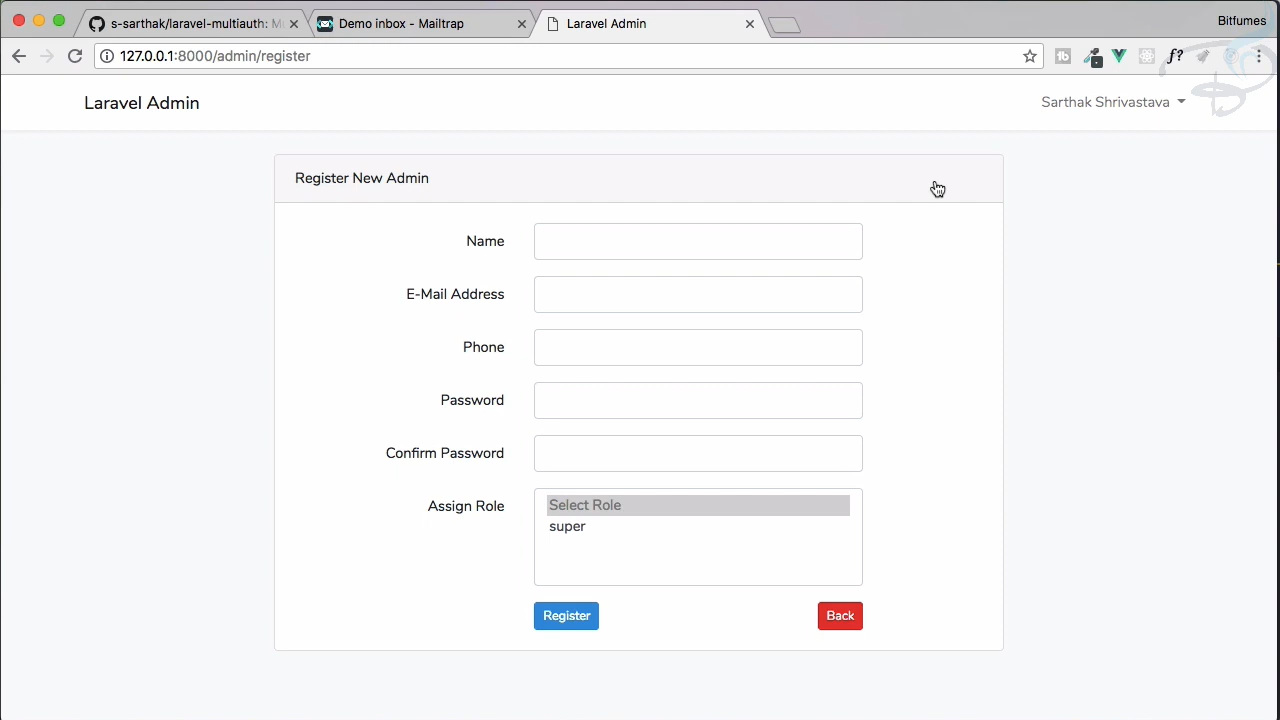 s-sarthak/laravel-multiauth: M
Demo inbox - Mailtrap
Laravel Admin
Bitfumes
127.0.0.1:8000/admin/register
f?
Laravel Admin
Sarthak Shrivastava
Register New Admin
Name
E-Mail Address
Phone
Password
Confirm Password
Assign Role
Select Role
super
Register
Back